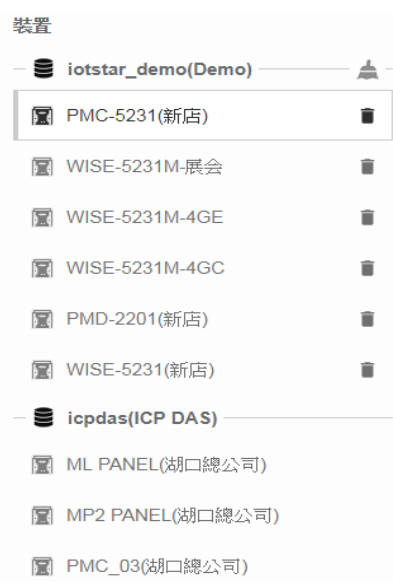 裝置
iotstar_demo(Demo)
PMC-5231(新店)
WISE-5231M-展会
WISE-5231M-4GE
WISE-5231M-4GC
PMD-2201(新店)
WISE-5231(新店)
icpdas(ICP DAS)
ML PANEL(湖口總公司)
MP2 PANEL(湖口總公司)
PMC_03(湖口總公司)